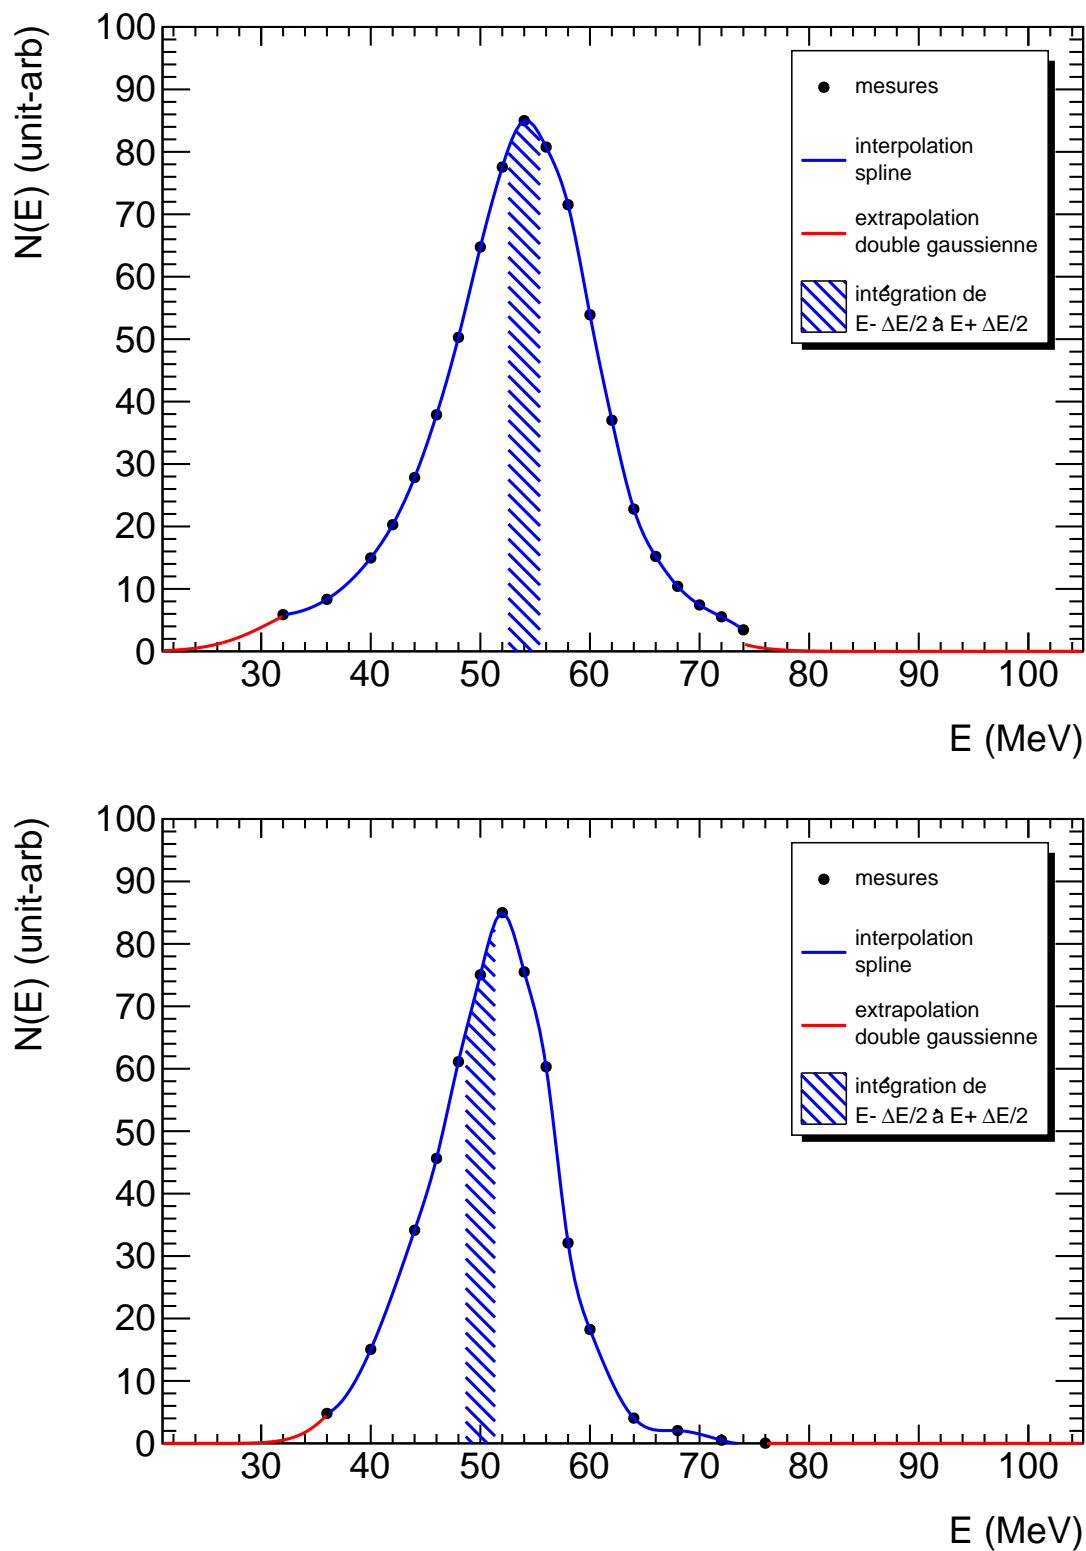 N(E) (unit-arb)
100
90
80
70
60
50
40
30
20
10
0
mesures
interpolation
spline
extrapolation
double gaussienne
intégration de
E- ΔE/2 à E+ ΔE/2
30 40 50 60 70 80 90 100
E (MeV)
N(E) (unit-arb)
100
90
80
70
60
50
40
30
20
10
0
mesures
interpolation
spline
extrapolation
double gaussienne
intégration de
E- ΔE/2 à E+ ΔE/2
30 40 50 60 70 80 90 100
E (MeV)